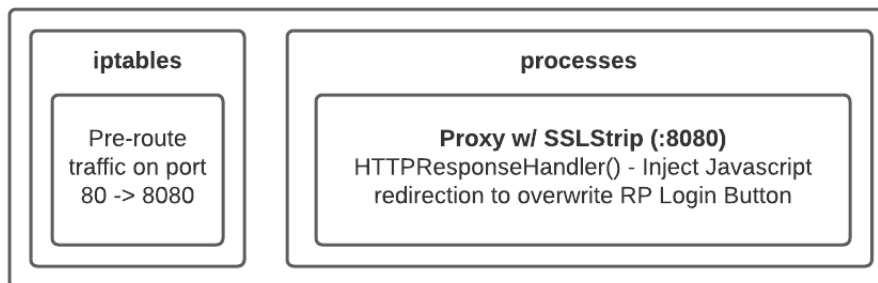 iptables
Pre-route
traffic on port
80 -> 8080
processes
Proxy w/ SSLStrip (:8080)
HTTPResponseHandler() - Inject Javascript
redirection to overwrite RP Login Button